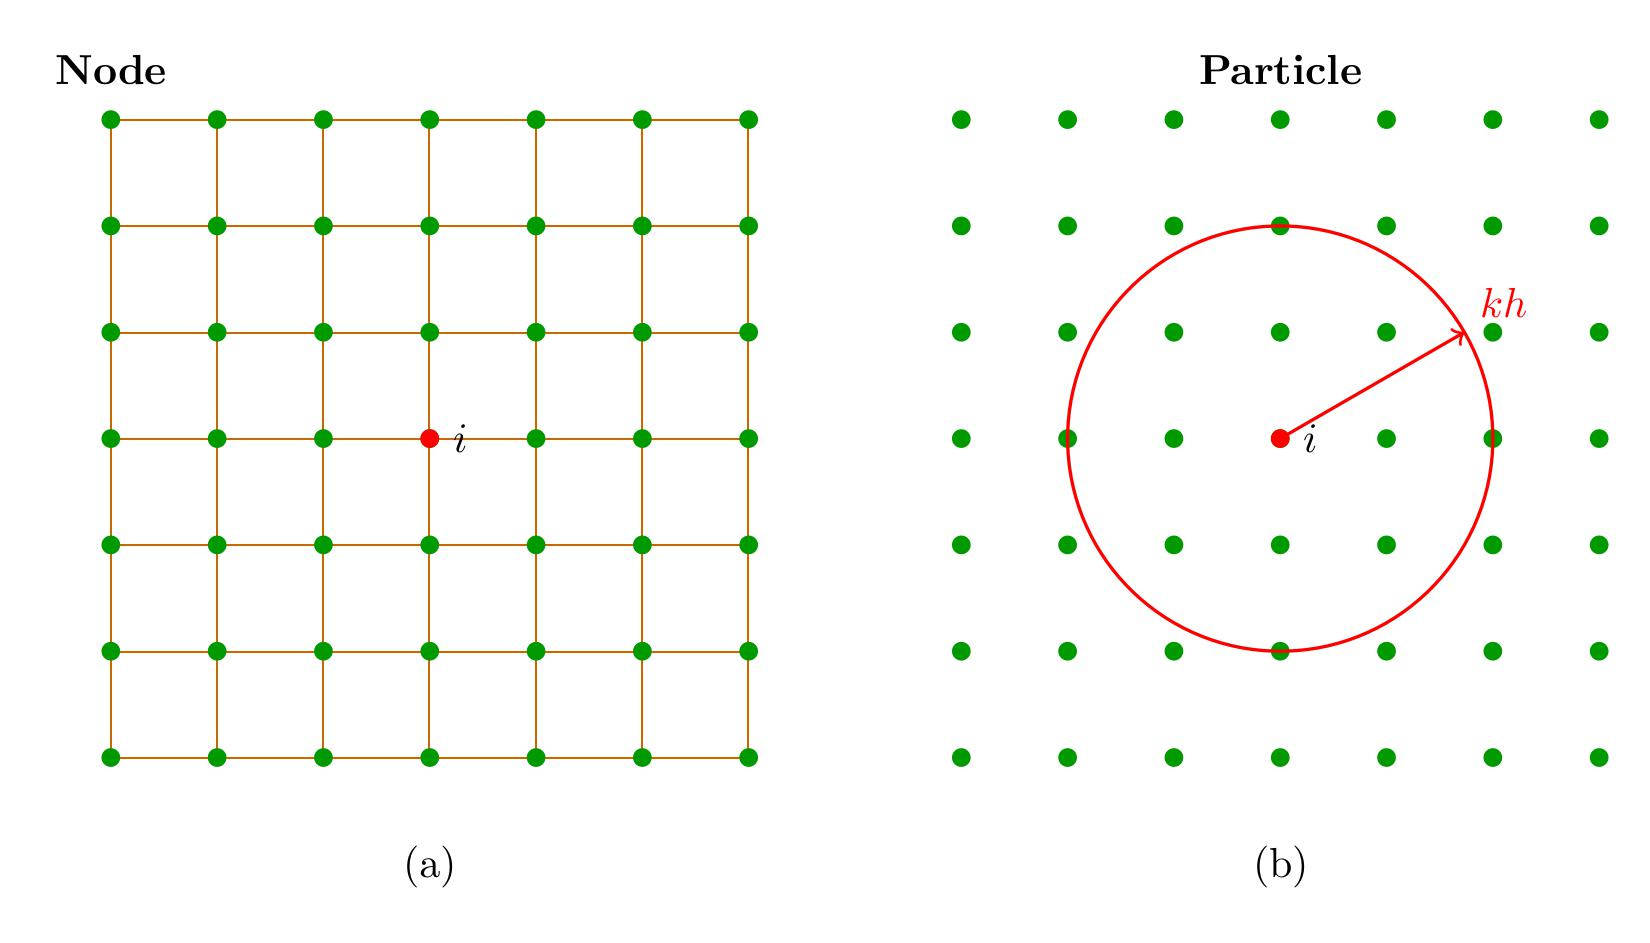 Node
Particle
kh
i
i
(a)
(b)